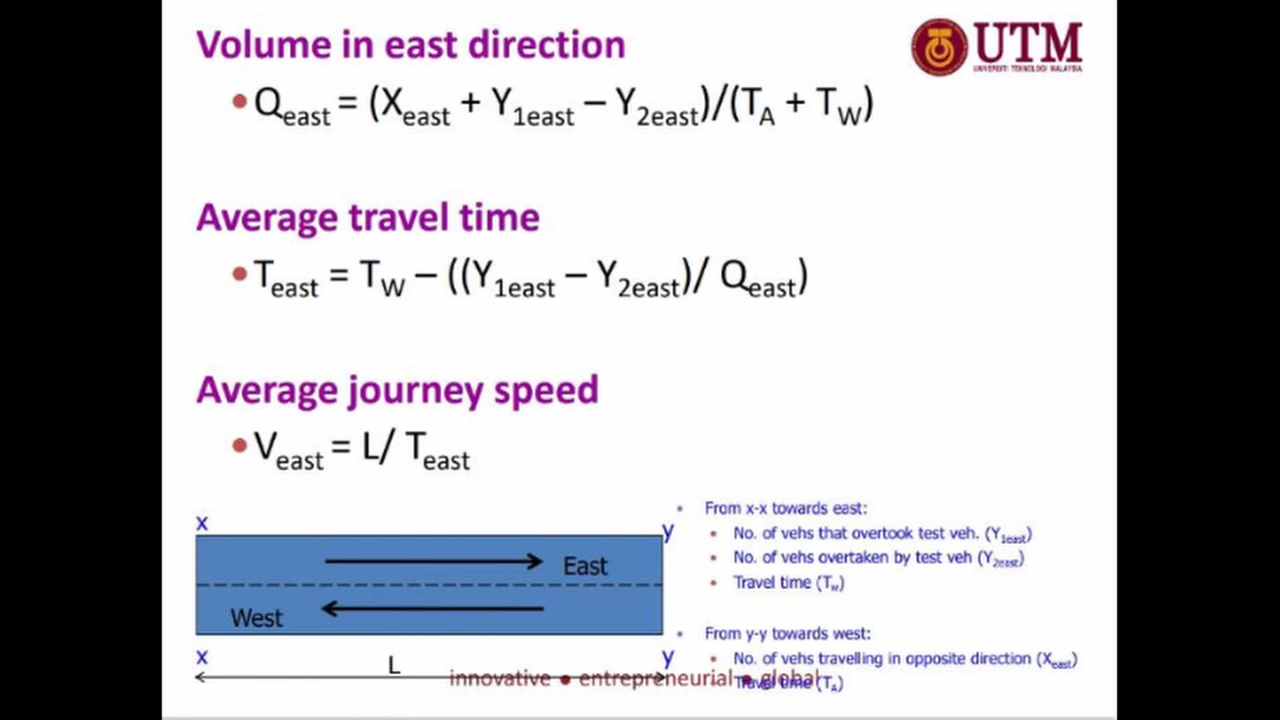 Volume in east direction
UTM
UNIVERSITI TEKNOLOGI MALAYSIA
• Qeast = (Xeast + Y1east – Y2east)/(TA + TW)
Average travel time
• Teast = TW – ((Y1east – Y2east)/ Qeast)
Average journey speed
• Veast = L/ Teast
x
y
East
West
x
y
L
• From x-x towards east:
• No. of vehs that overtook test veh. (Y1east)
• No. of vehs overtaken by test veh (Y2east)
• Travel time (Tw)
• From y-y towards west:
• No. of vehs travelling in opposite direction (Xeast)
• Travel time (TA)
innovative ● entrepreneurial ● global